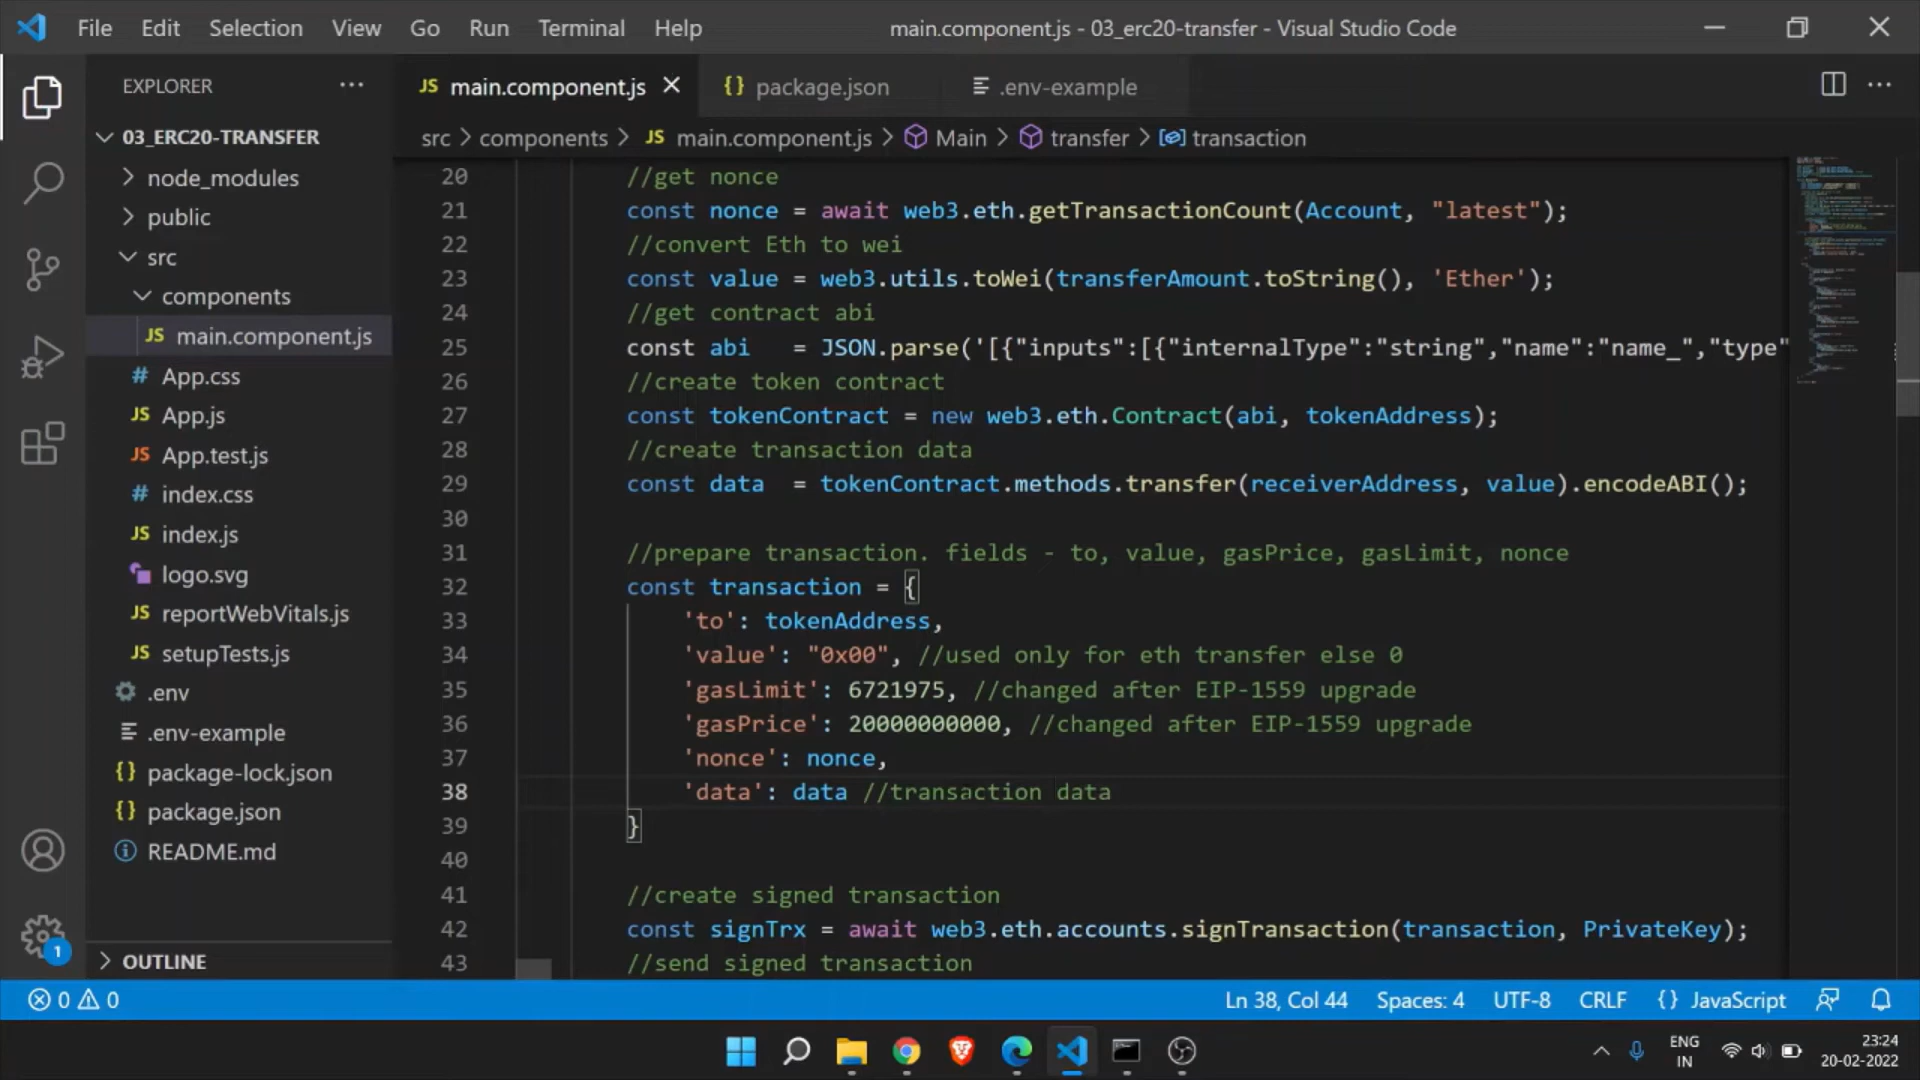 File Edit Selection View Go Run Terminal Help
main.component.js - 03_erc20-transfer - Visual Studio Code
EXPLORER
03_ERC20-TRANSFER
node_modules
public
src
components
JS main.component.js
# App.css
JS App.js
JS App.test.js
# index.css
JS index.js
logo.svg
JS reportWebVitals.js
JS setupTests.js
.env
.env-example
{} package-lock.json
{} package.json
README.md
OUTLINE
1
JS main.component.js {} package.json .env-example
src > components > JS main.component.js > Main > transfer > transaction
20 //get nonce
21 const nonce = await web3.eth.getTransactionCount(Account, "latest");
22 //convert Eth to wei
23 const value = web3.utils.toWei(transferAmount.toString(), 'Ether');
24 //get contract abi
25 const abi = JSON.parse('[{"inputs":[{"internalType":"string","name":"name_","type"
26 //create token contract
27 const tokenContract = new web3.eth.Contract(abi, tokenAddress);
28 //create transaction data
29 const data = tokenContract.methods.transfer(receiverAddress, value).encodeABI();
30
31 //prepare transaction. fields - to, value, gasPrice, gasLimit, nonce
32 const transaction = {
33 'to': tokenAddress,
34 'value': "0x00", //used only for eth transfer else 0
35 'gasLimit': 6721975, //changed after EIP-1559 upgrade
36 'gasPrice': 20000000000, //changed after EIP-1559 upgrade
37 'nonce': nonce,
38 'data': data //transaction data
39 }
40
41 //create signed transaction
42 const signTrx = await web3.eth.accounts.signTransaction(transaction, PrivateKey);
43 //send signed transaction
0 0 Ln 38, Col 44 Spaces: 4 UTF-8 CRLF {} JavaScript
ENG
IN
23:24
20-02-2022